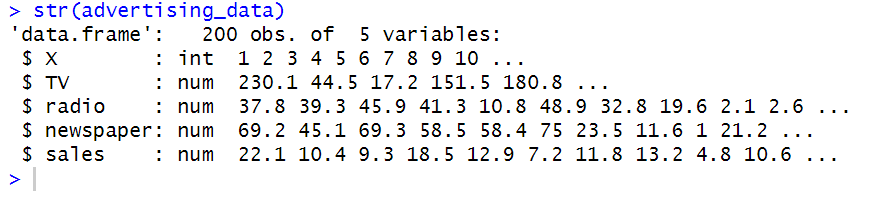 > str(advertising_data)
'data.frame':   200 obs. of  5 variables:
 $ X        : int  1 2 3 4 5 6 7 8 9 10 ...
 $ TV       : num  230.1 44.5 17.2 151.5 180.8 ...
 $ radio    : num  37.8 39.3 45.9 41.3 10.8 48.9 32.8 19.6 2.1 2.6 ...
 $ newspaper: num  69.2 45.1 69.3 58.5 58.4 75 23.5 11.6 1 21.2 ...
 $ sales    : num  22.1 10.4 9.3 18.5 12.9 7.2 11.8 13.2 4.8 10.6 ...
>